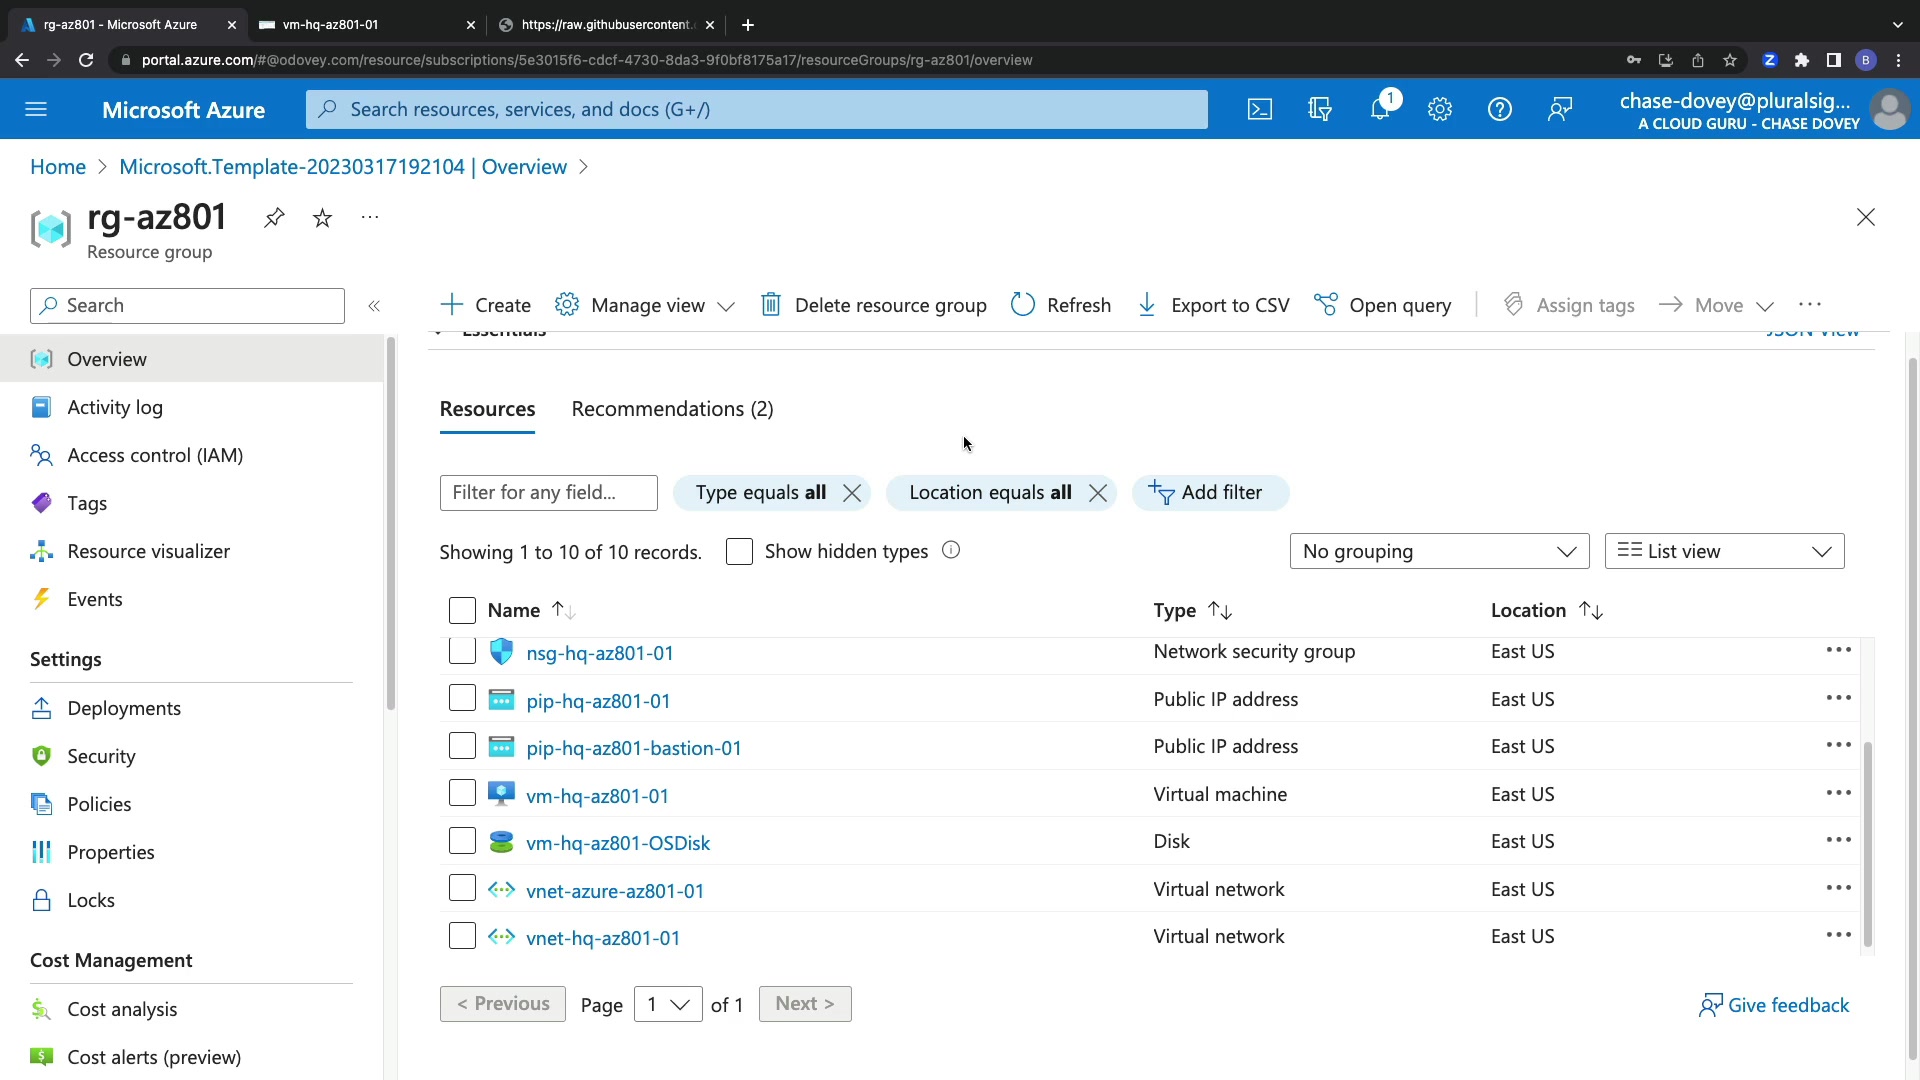 rg-az801 - Microsoft Azure
vm-hq-az801-01
https://raw.githubusercontent.
portal.azure.com/#@odovey.com/resource/subscriptions/5e3015f6-cdcf-4730-8da3-9f0bf8175a17/resourceGroups/rg-az801/overview
Z
B
Microsoft Azure
Search resources, services, and docs (G+/)
1
chase-dovey@pluralsig...
A CLOUD GURU - CHASE DOVEY
Home > Microsoft.Template-20230317192104 | Overview >
rg-az801
Resource group
Search
Create
Manage view
Delete resource group
Refresh
Export to CSV
Open query
Assign tags
Move
Essentials
JSON View
Overview
Activity log
Access control (IAM)
Tags
Resource visualizer
Events
Settings
Deployments
Security
Policies
Properties
Locks
Cost Management
Cost analysis
Cost alerts (preview)
Resources
Recommendations (2)
Filter for any field...
Type equals all
Location equals all
Add filter
Showing 1 to 10 of 10 records.
Show hidden types
No grouping
List view
Name
Type
Location
nsg-hq-az801-01 Network security group East US
pip-hq-az801-01 Public IP address East US
pip-hq-az801-bastion-01 Public IP address East US
vm-hq-az801-01 Virtual machine East US
vm-hq-az801-OSDisk Disk East US
vnet-azure-az801-01 Virtual network East US
vnet-hq-az801-01 Virtual network East US
< Previous Page 1 of 1 Next >
Give feedback